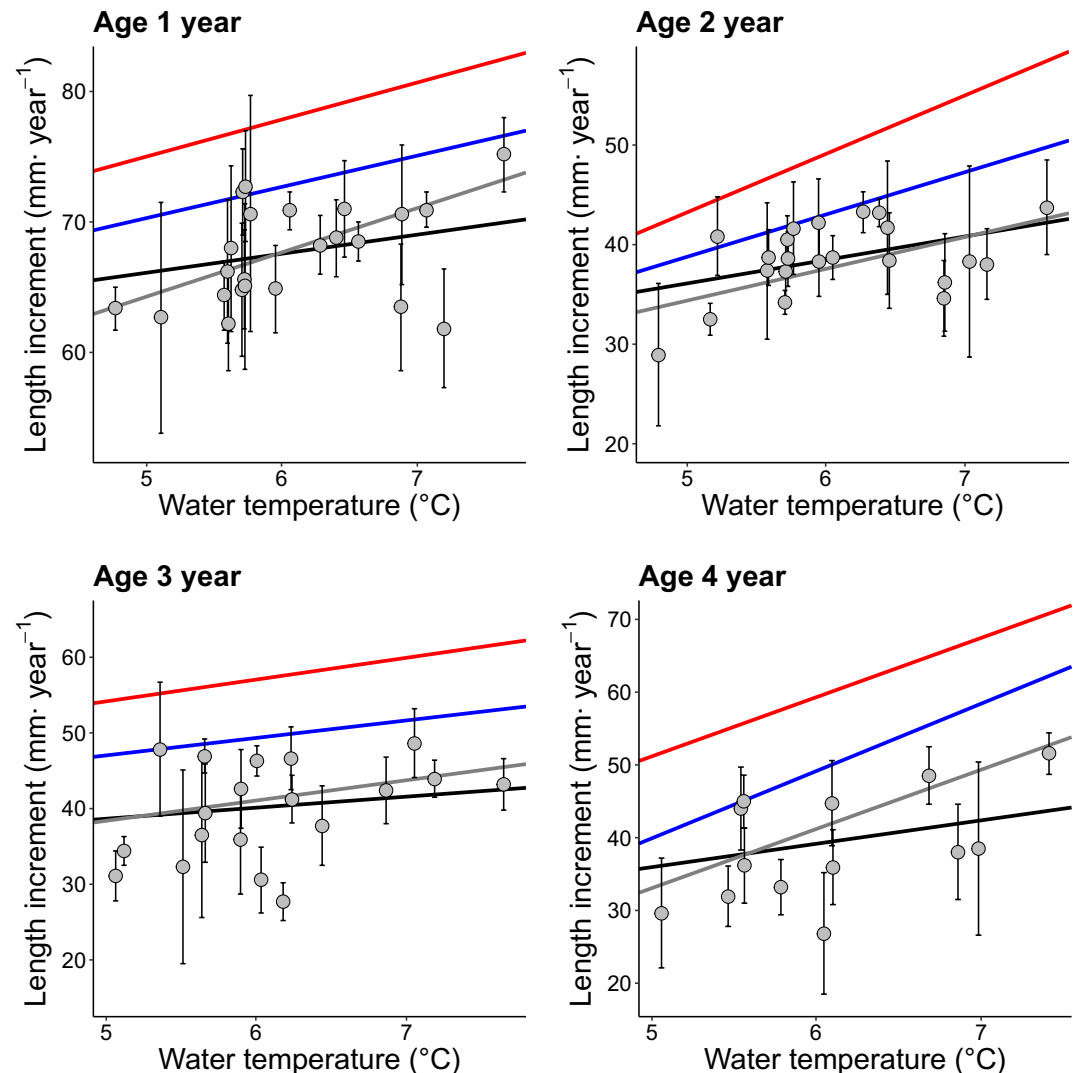 Age 1 year
Length increment (mm· year⁻¹)
80
70
60
5 6 7
Water temperature (°C)
Age 2 year
Length increment (mm· year⁻¹)
50
40
30
20
5 6 7
Water temperature (°C)
Age 3 year
Length increment (mm· year⁻¹)
60
50
40
30
20
5 6 7
Water temperature (°C)
Age 4 year
Length increment (mm· year⁻¹)
70
60
50
40
30
20
5 6 7
Water temperature (°C)